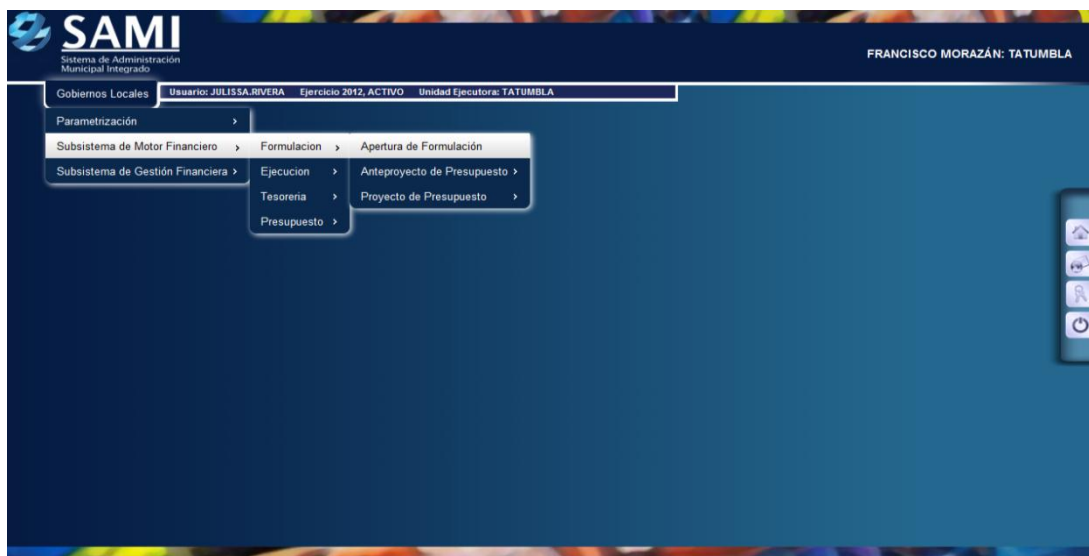 SAMI
Sistema de Administración
Municipal Integrado
FRANCISCO MORAZÁN: TATUMBLA
Gobiernos Locales
Usuario: JULISSA.RIVERA Ejercicio 2012, ACTIVO Unidad Ejecutora: TATUMBLA
Parametrización
Subsistema de Motor Financiero
Formulacion
Apertura de Formulación
Subsistema de Gestión Financiera
Ejecucion
Anteproyecto de Presupuesto
Tesoreria
Proyecto de Presupuesto
Presupuesto